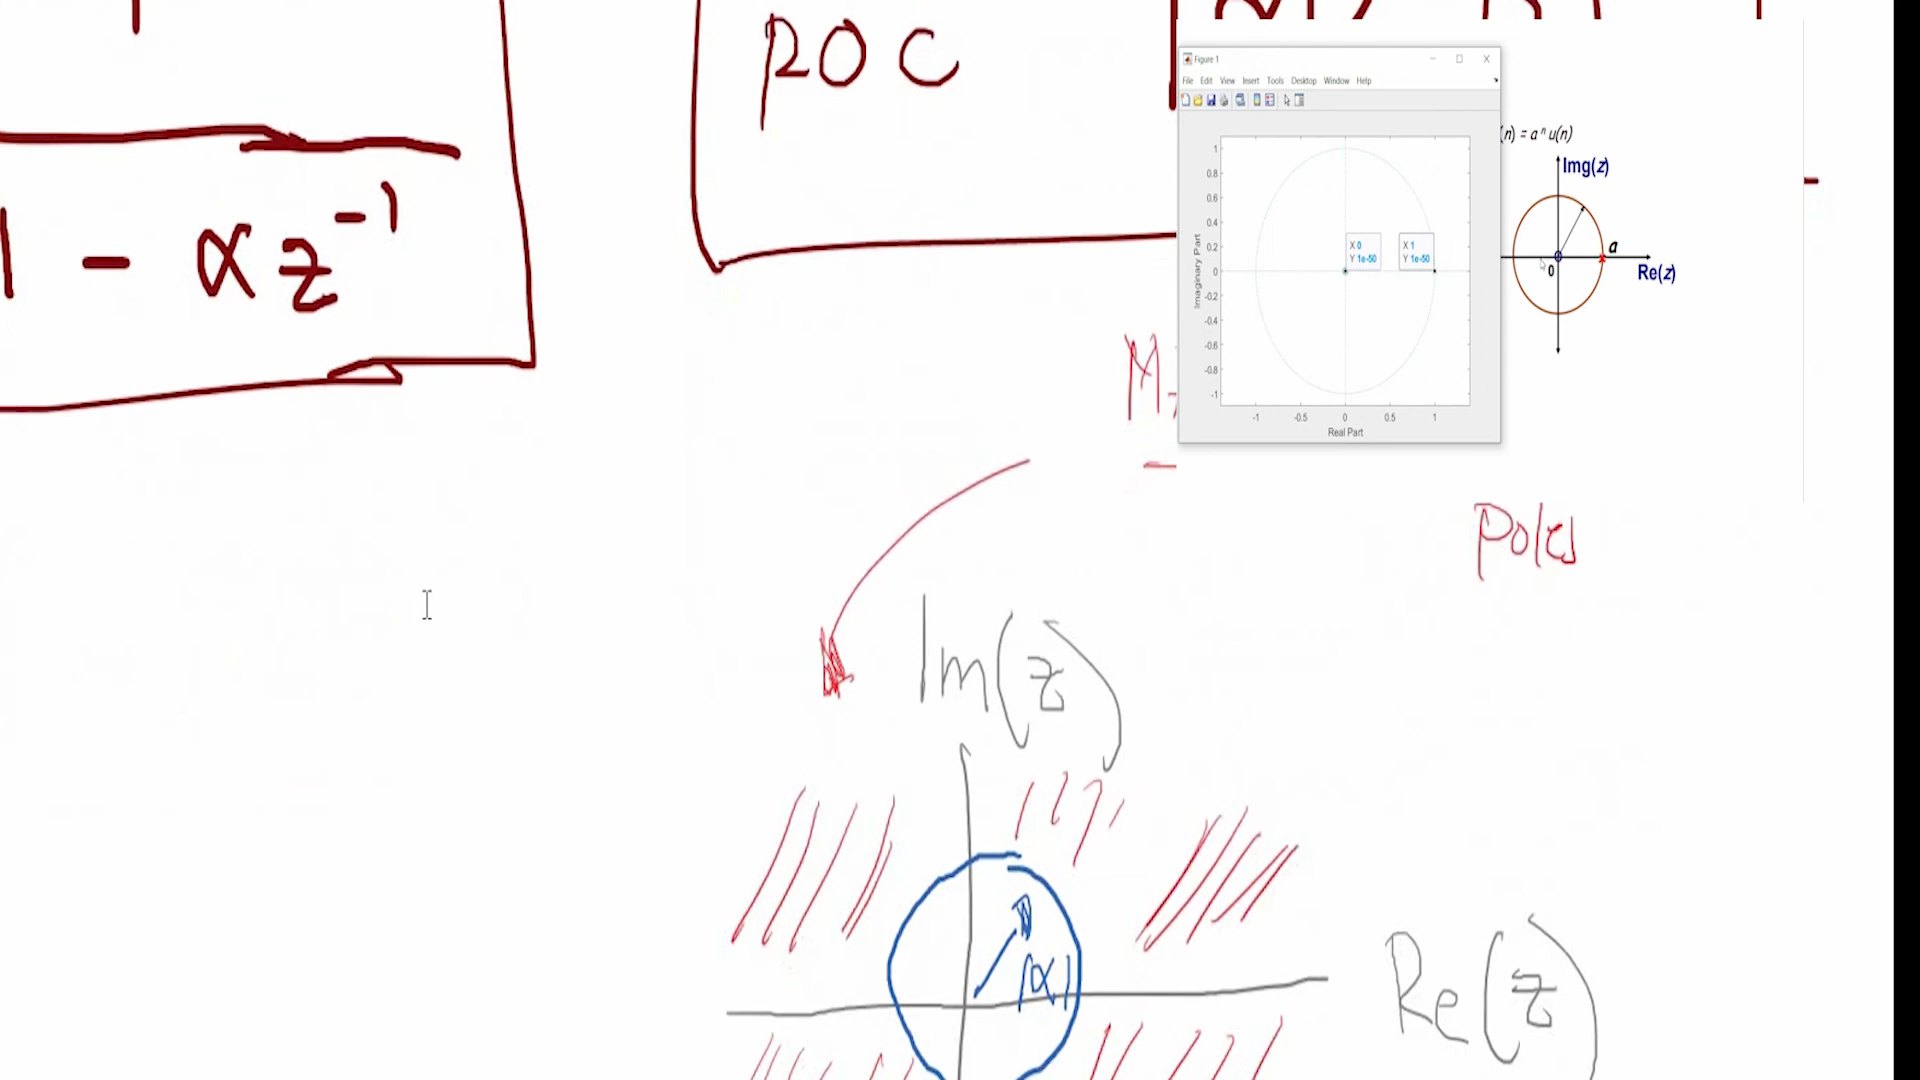 ROC
1 - αz⁻¹
Figure 1
File Edit View Insert Tools Desktop Window Help
(n) = aⁿ u(n)
Img(z)
a
0
Re(z)
1
0.8
0.6
0.4
0.2
0
-0.2
-0.4
-0.6
-0.8
-1
Imaginary Part
X 0
Y 1e-50
X 1
Y 1e-50
-1 -0.5 0 0.5 1
Real Part
M
Poles
Im(z)
|α|
Re(z)